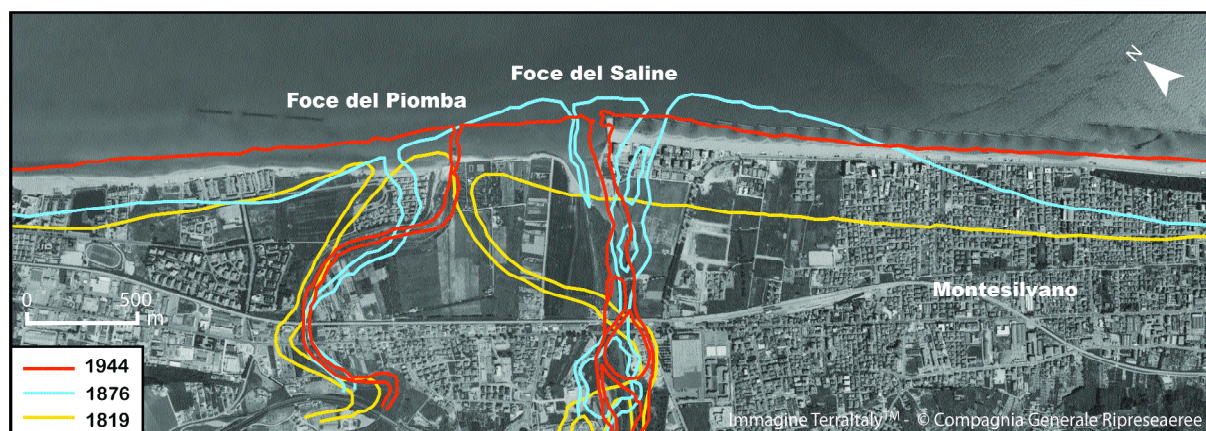 Foce del Saline
Foce del Piomba
N
0 500
m
Montesilvano
1944
1876
1819
Immagine TerraItaly™ - © Compagnia Generale Ripreseaeree